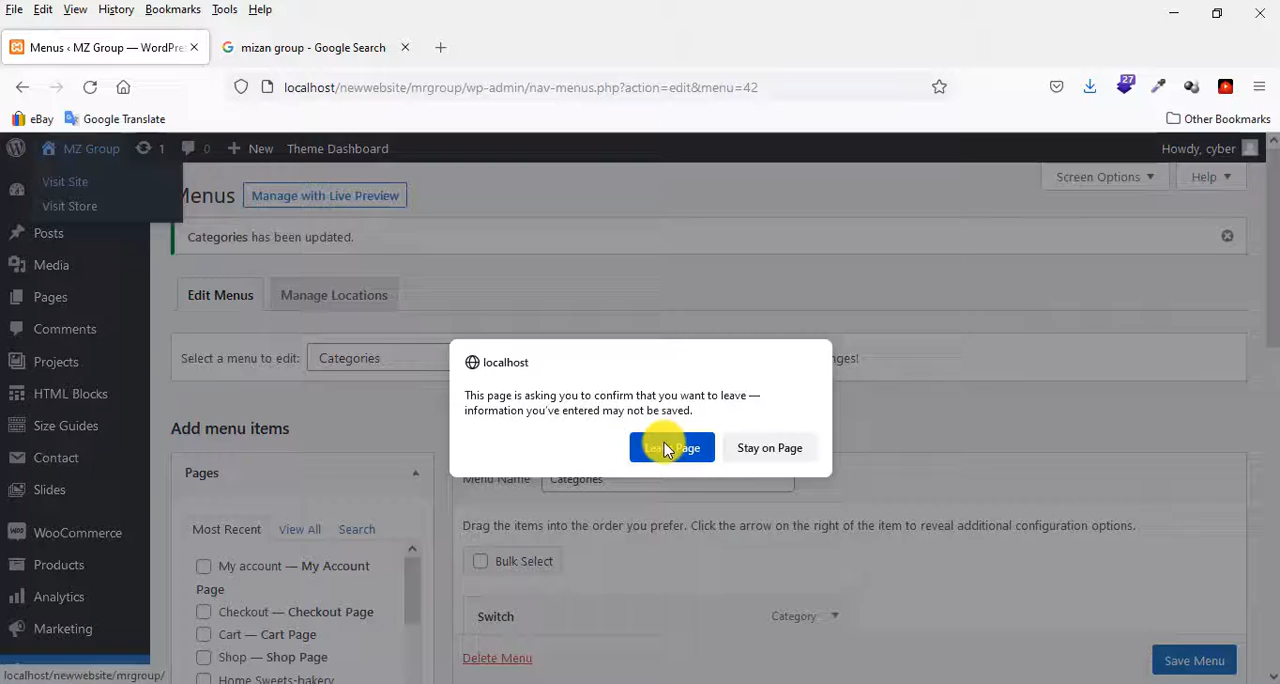 File Edit View History Bookmarks Tools Help
Menus ‹ MZ Group — WordPre
mizan group - Google Search
localhost/newwebsite/mrgroup/wp-admin/nav-menus.php?action=edit&menu=42
27
eBay Google Translate Other Bookmarks
MZ Group 1 0 New Theme Dashboard Howdy, cyber
Visit Site
Visit Store
Screen Options Help
Menus Manage with Live Preview
Posts
Categories has been updated.
Media
Edit Menus Manage Locations
Pages
Comments
Select a menu to edit: Categories
Projects
localhost
This page is asking you to confirm that you want to leave —
information you've entered may not be saved.
Page Stay on Page
HTML Blocks
Size Guides
Add menu items
Contact
Pages
Menu Name Categories
Slides
Drag the items into the order you prefer. Click the arrow on the right of the item to reveal additional configuration options.
Most Recent View All Search
WooCommerce
Bulk Select
My account — My Account
Page
Products
Checkout — Checkout Page
Switch Category
Analytics
Cart — Cart Page
Marketing
Shop — Shop Page
Delete Menu Save Menu
Home Sweets-bakery
localhost/newwebsite/mrgroup/